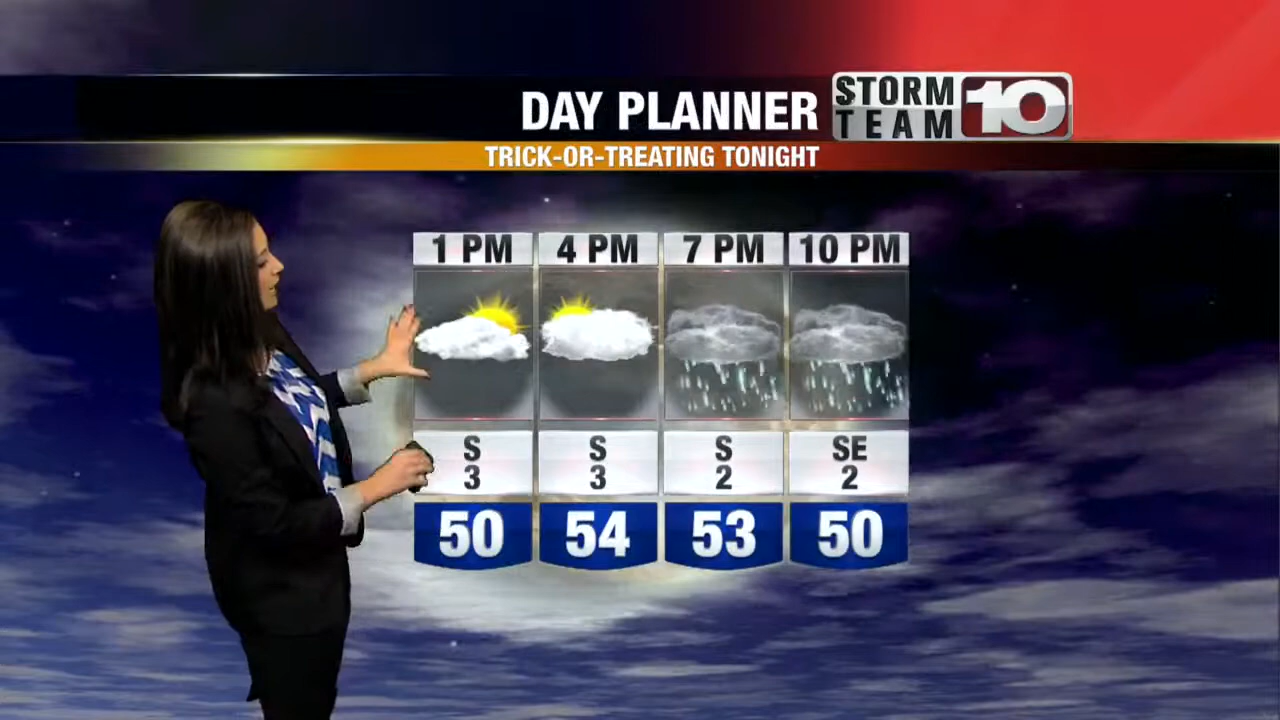 DAY PLANNER
STORM TEAM 10
TRICK-OR-TREATING TONIGHT
1 PM 4 PM 7 PM 10 PM
S S S SE
3 3 2 2
50 54 53 50